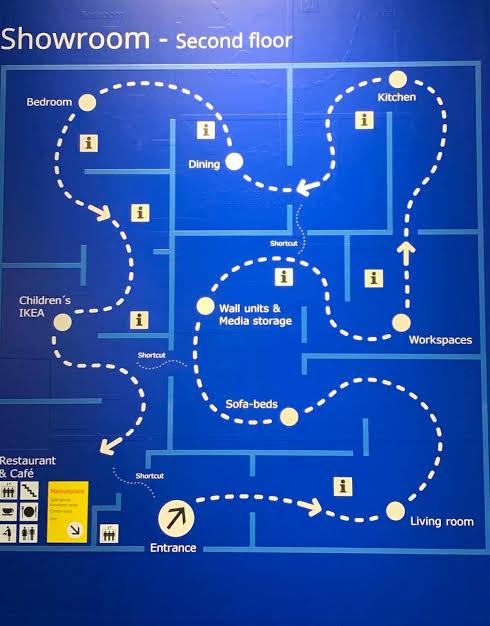 Showroom - Second floor
Bedroom
Kitchen
i
i
i
Dining
i
Shortcut
i
i
Children´s
IKEA
Wall units &
Media storage
i
Workspaces
Shortcut
Sofa-beds
Restaurant
& Café
Shortcut
i
Marketplace
Living room
Entrance